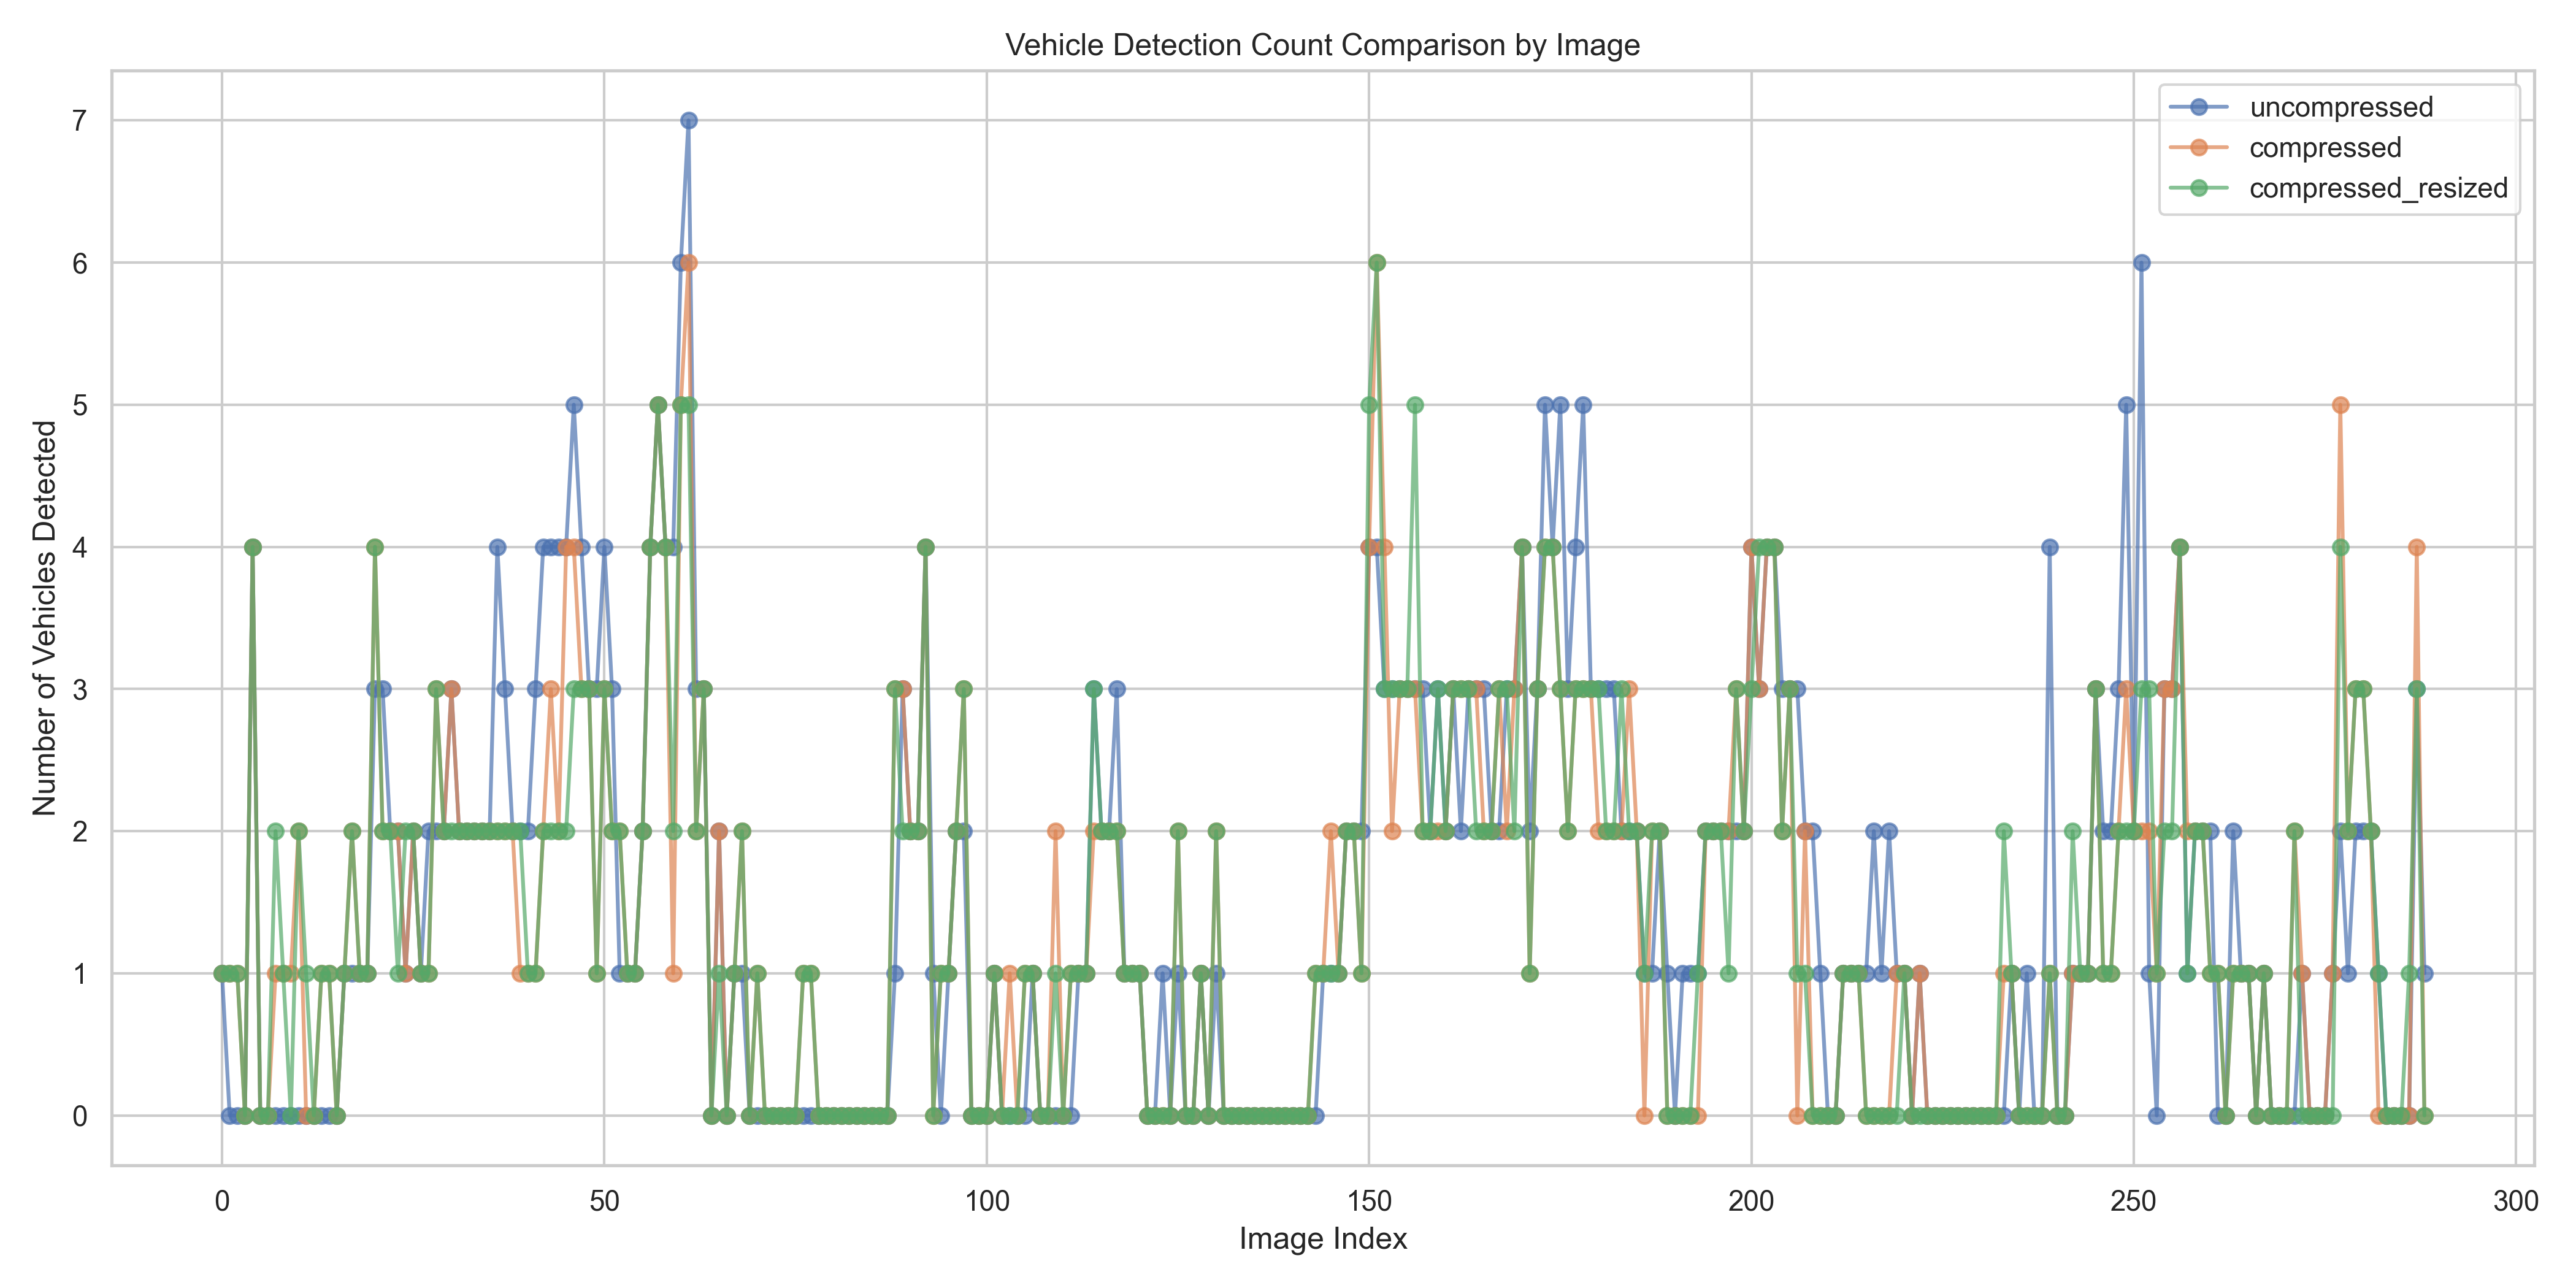 Vehicle Detection Count Comparison by Image
uncompressed
compressed
compressed_resized
Number of Vehicles Detected
7
6
5
4
3
2
1
0
0 50 100 150 200 250 300
Image Index